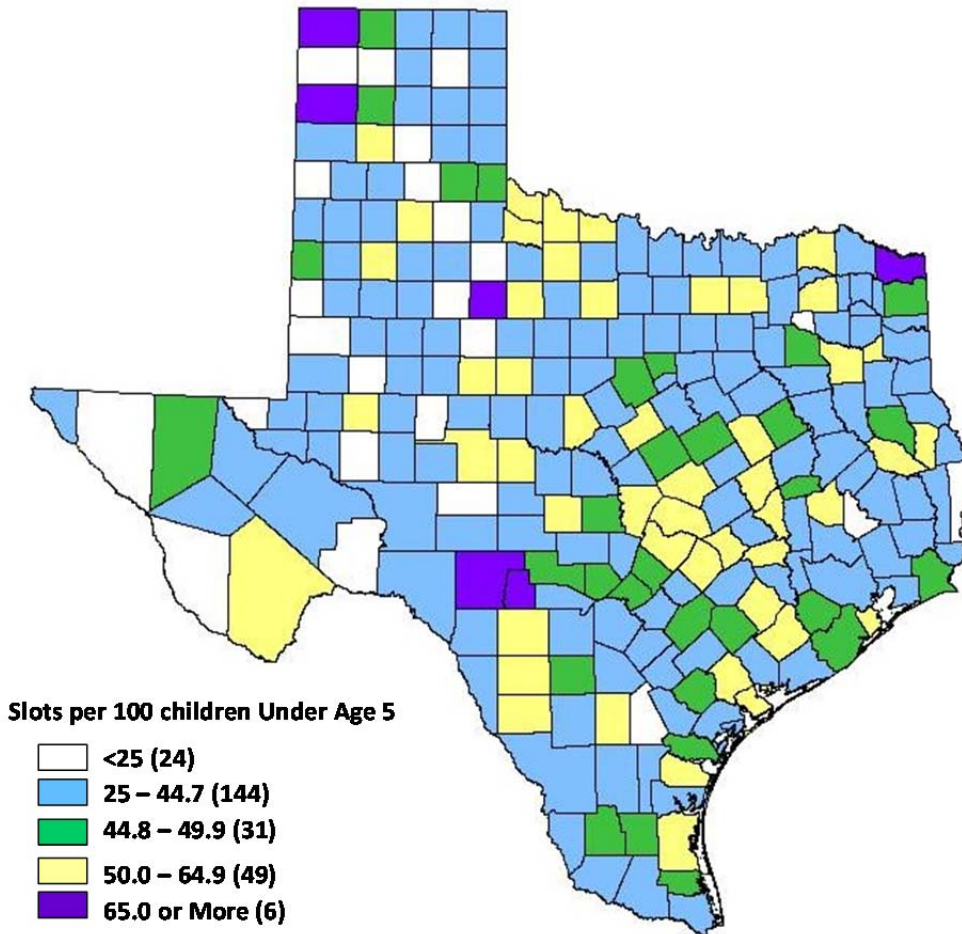 Slots per 100 children Under Age 5
<25 (24)
25 – 44.7 (144)
44.8 – 49.9 (31)
50.0 – 64.9 (49)
65.0 or More (6)